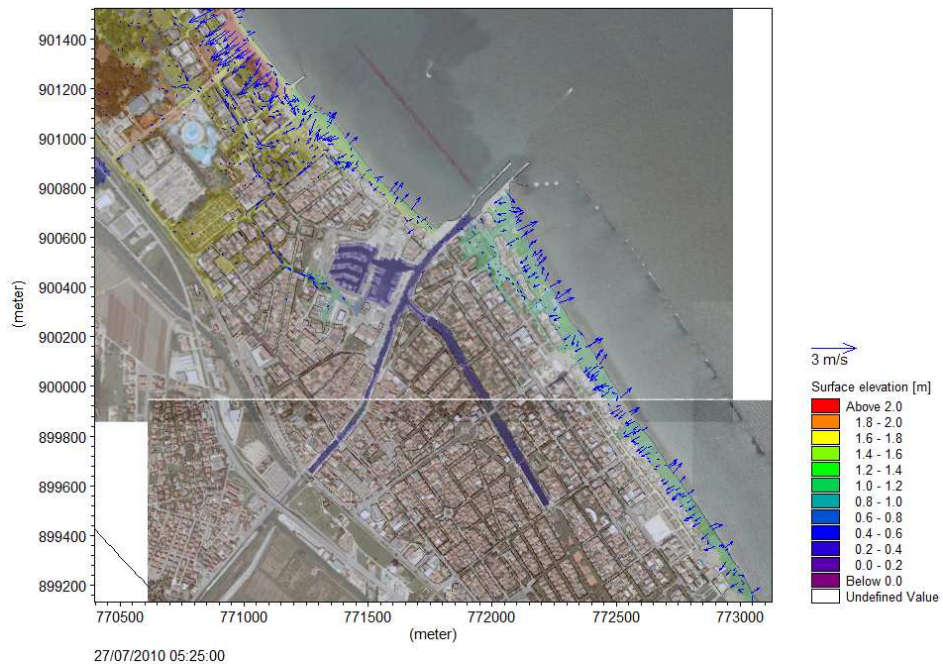 901400
901200
901000
900800
900600
(meter)
900400
900200
900000
899800
899600
899400
899200
770500 771000 771500 772000 772500 773000
(meter)
27/07/2010 05:25:00
3 m/s
Surface elevation [m]
Above 2.0
1.8 - 2.0
1.6 - 1.8
1.4 - 1.6
1.2 - 1.4
1.0 - 1.2
0.8 - 1.0
0.6 - 0.8
0.4 - 0.6
0.2 - 0.4
0.0 - 0.2
Below 0.0
Undefined Value